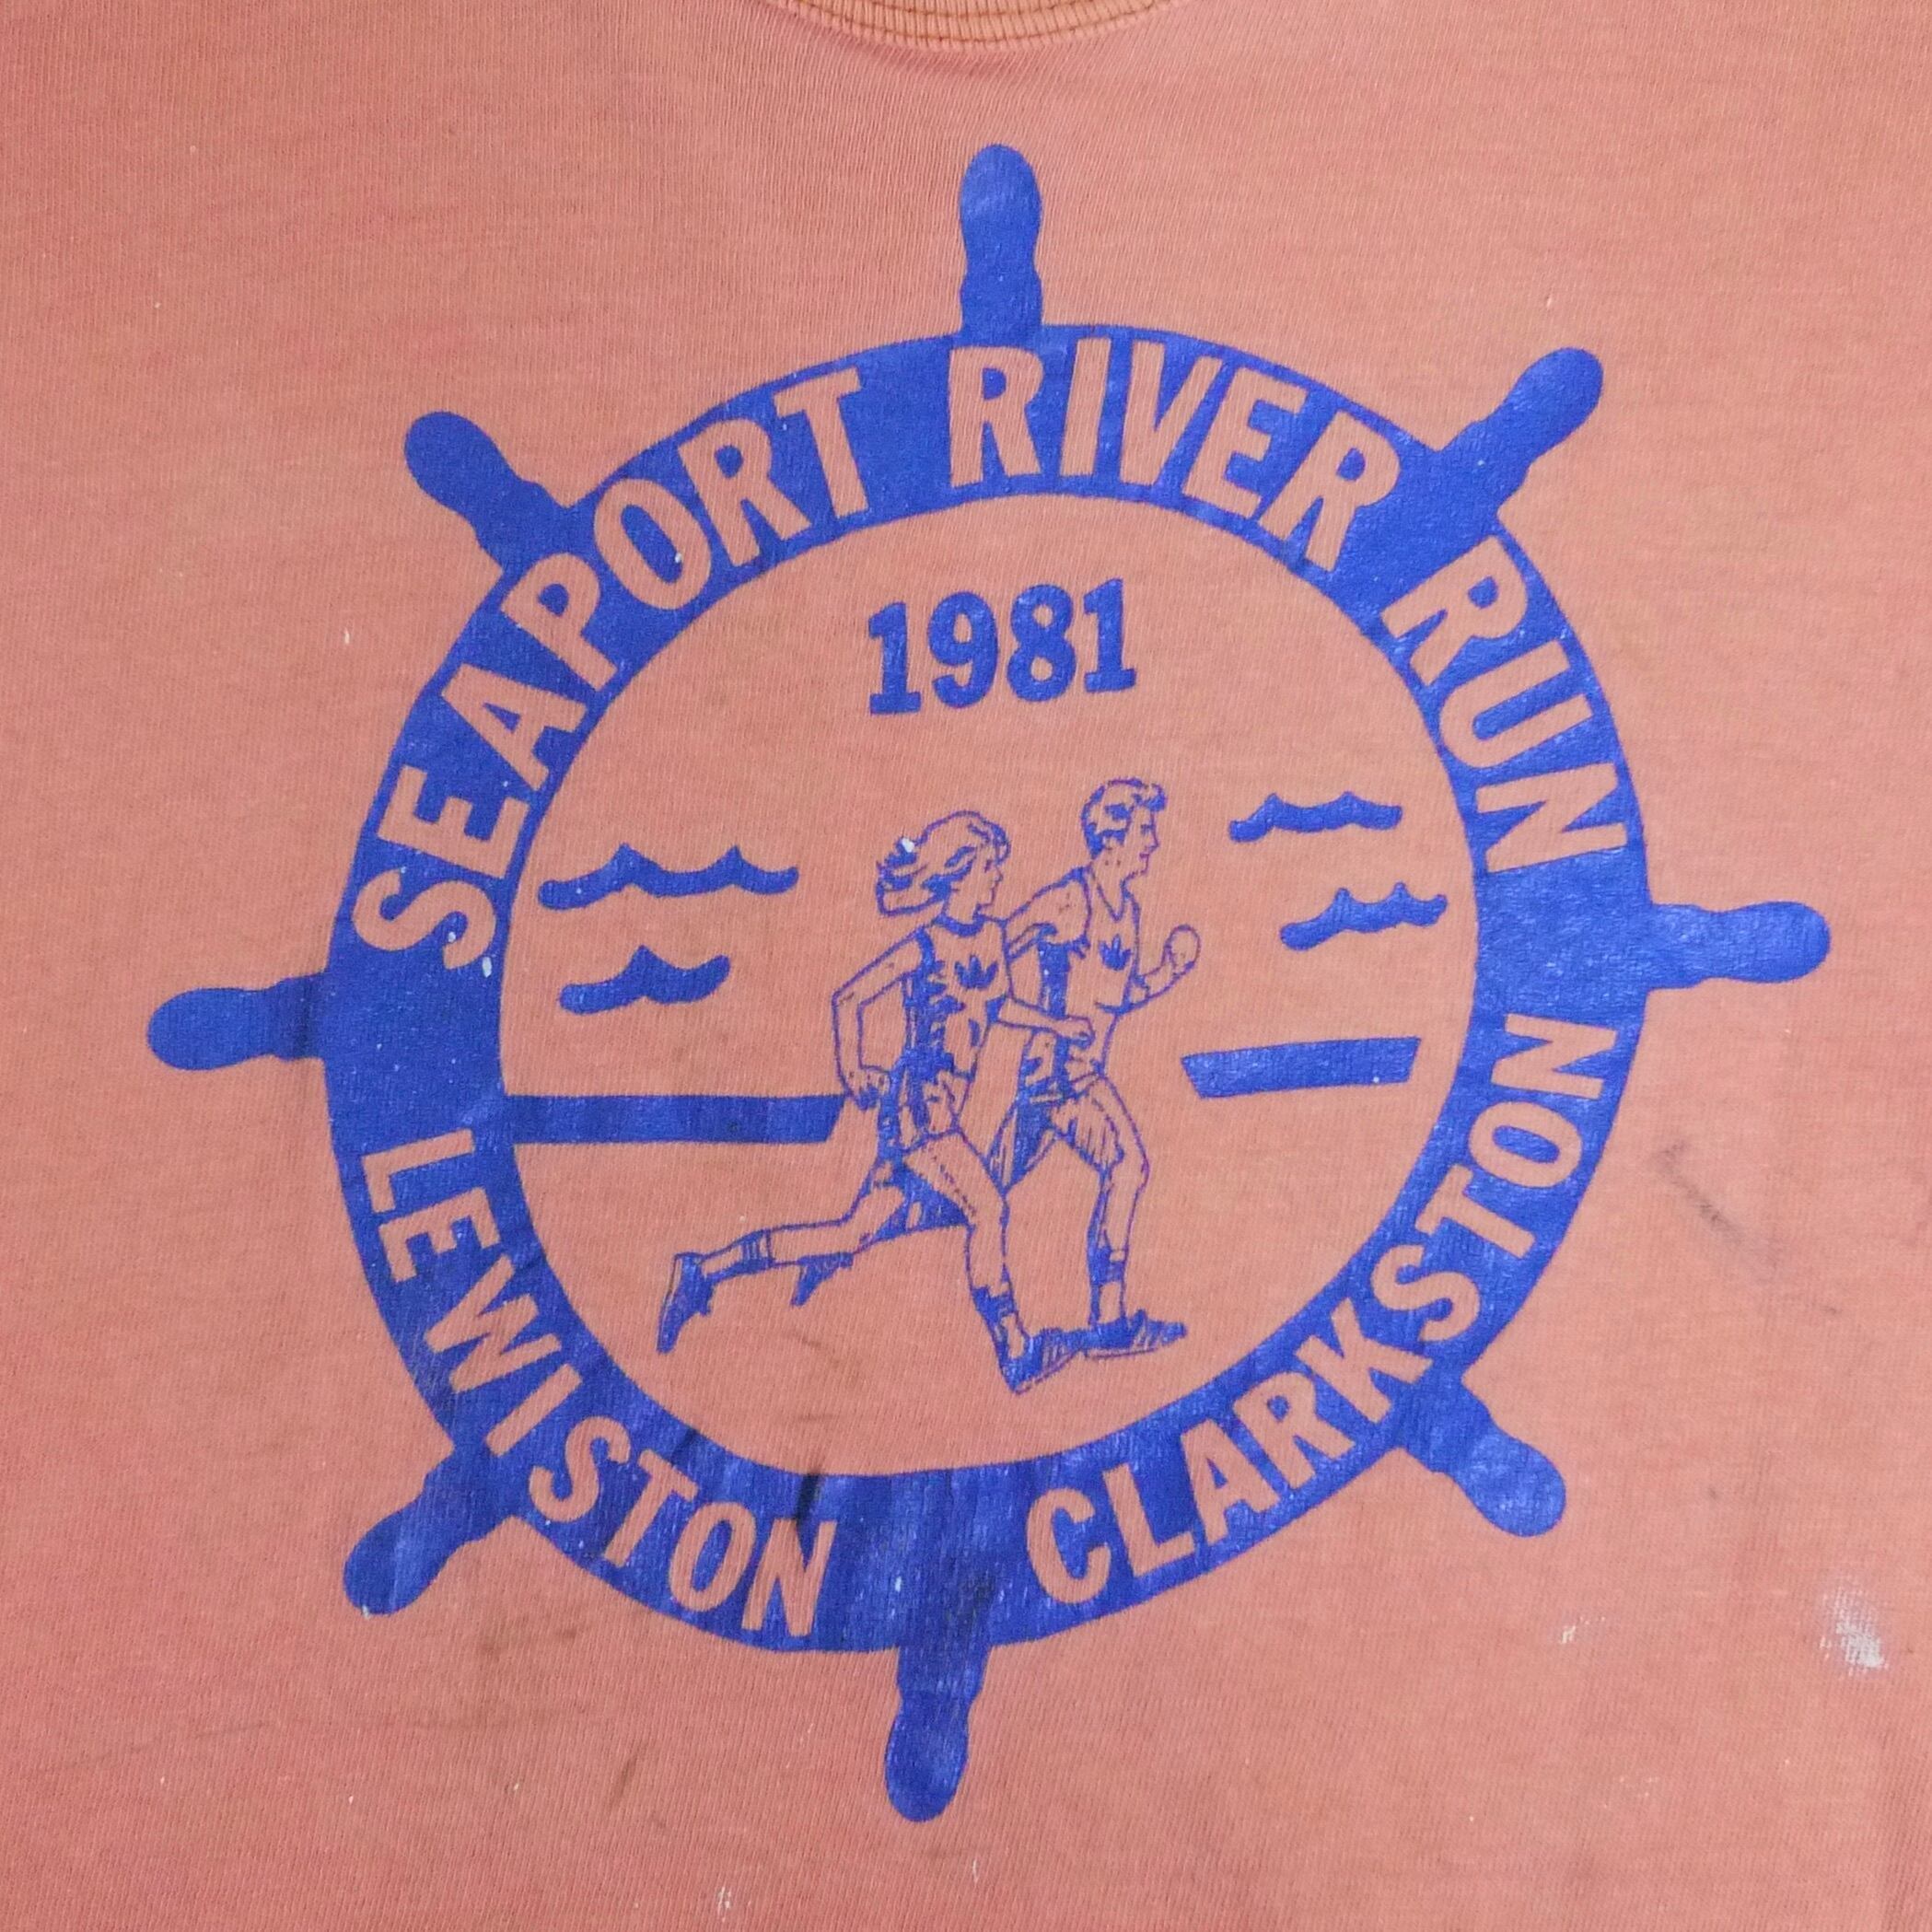 SEAPORT RIVER RUN
1981
LEWISTON CLARKSTON